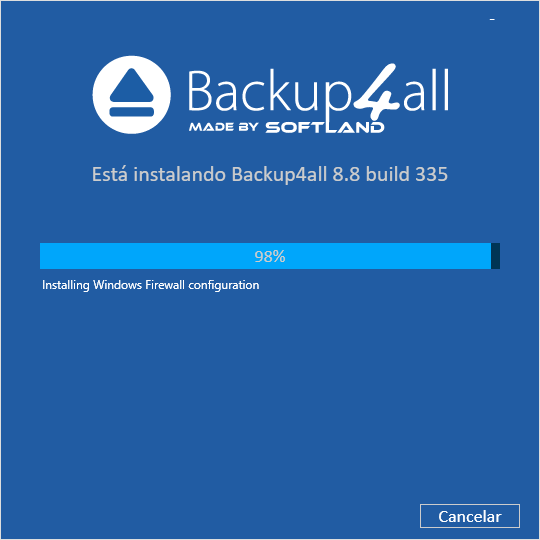 Backup4all
MADE BY SOFTLAND
Está instalando Backup4all 8.8 build 335
98%
Installing Windows Firewall configuration
Cancelar